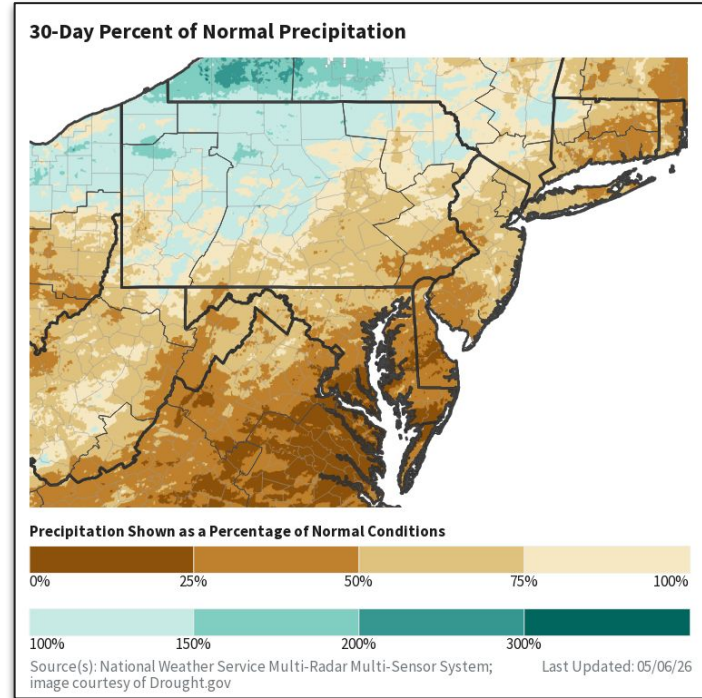 30-Day Percent of Normal Precipitation
Precipitation Shown as a Percentage of Normal Conditions
0% 25% 50% 75% 100%
100% 150% 200% 300%
Source(s): National Weather Service Multi-Radar Multi-Sensor System; Last Updated: 05/06/26
image courtesy of Drought.gov